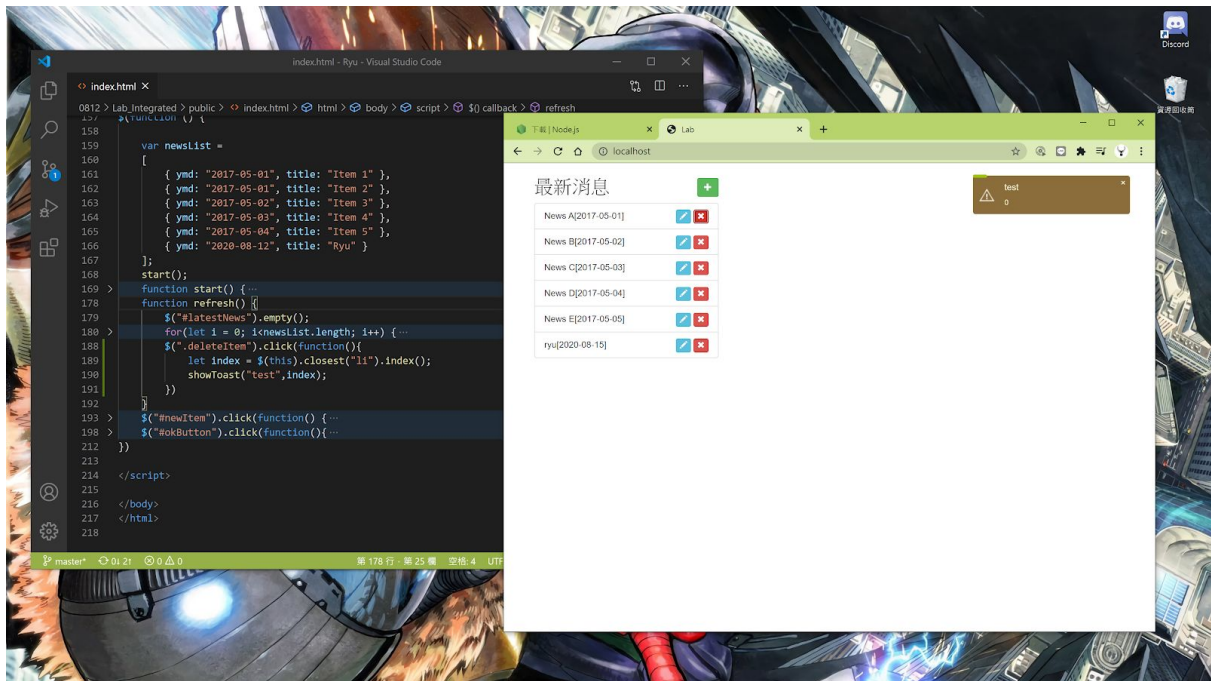 Discord
資源回收筒
index.html - Ryu - Visual Studio Code
index.html
0812 > Lab_Integrated > public > index.html > html > body > script > $() callback > refresh
157 $(function () {
158
159 var newsList =
160 [
161 { ymd: "2017-05-01", title: "Item 1" },
162 { ymd: "2017-05-01", title: "Item 2" },
163 { ymd: "2017-05-02", title: "Item 3" },
164 { ymd: "2017-05-03", title: "Item 4" },
165 { ymd: "2017-05-04", title: "Item 5" },
166 { ymd: "2020-08-12", title: "Ryu" }
167 ];
168 start();
169 > function start() { ⋯
178 function refresh() {
179 $("#latestNews").empty();
180 > for(let i = 0; i<newsList.length; i++) { ⋯
188 $(".deleteItem").click(function(){
189 let index = $(this).closest("li").index();
190 showToast("test",index);
191 })
192 }
193 > $("#newItem").click(function() { ⋯
198 > $("#okButton").click(function(){ ⋯
212 })
213
214 </script>
215
216 </body>
217 </html>
218
1
master* 0↓ 2↑ 0 0 第 178 行，第 25 欄 空格: 4 UTF
下載 | Node.js
Lab
localhost
最新消息
News A[2017-05-01]
News B[2017-05-02]
News C[2017-05-03]
News D[2017-05-04]
News E[2017-05-05]
ryu[2020-08-15]
test
0